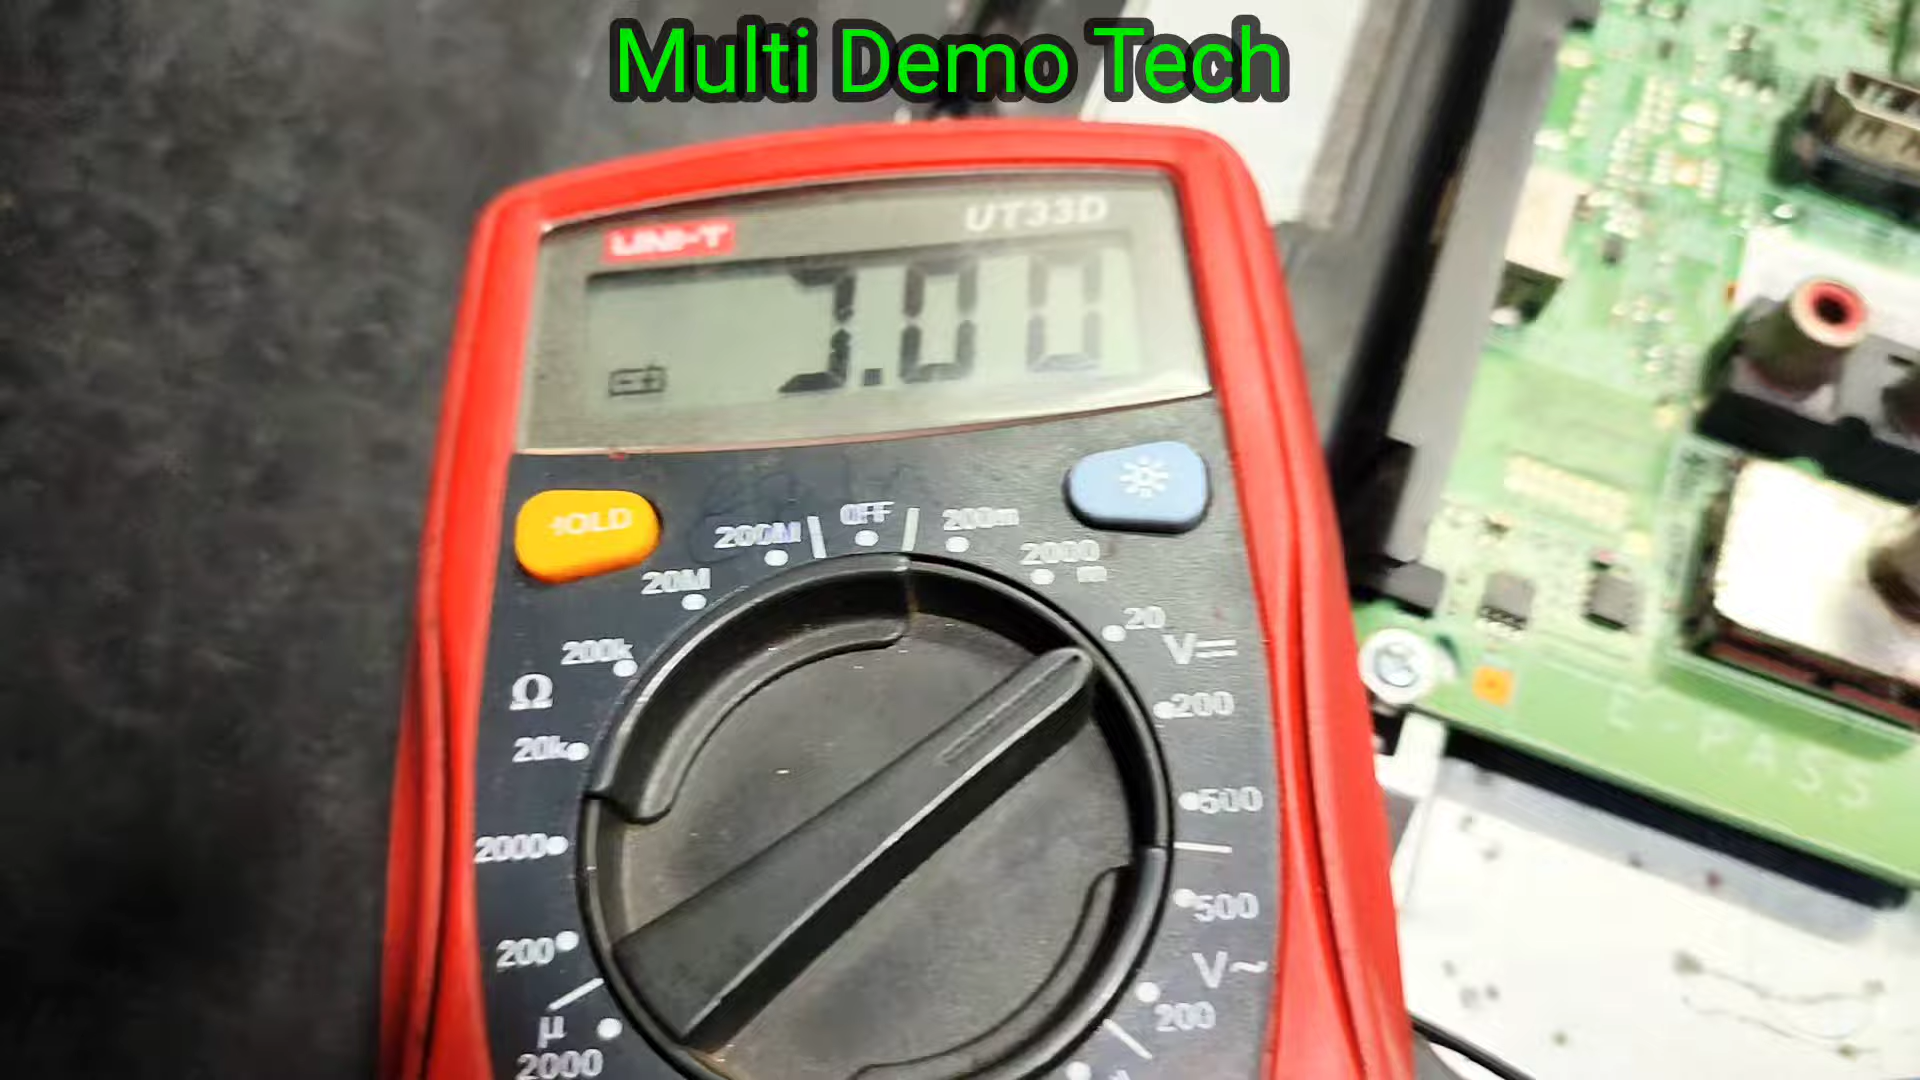 Multi Demo Tech
UNI-T
UT33D
3.00
HOLD
200M OFF 200m
20M 2000
m
200k 20
V⎓
Ω
200
20k
500
2000
500
200
V~
200
µ
2000
E-PASS